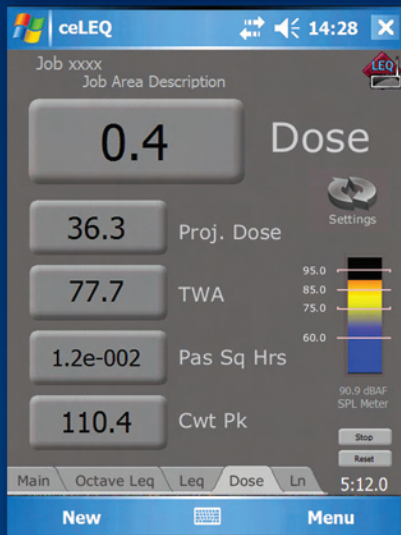 celEQ
14:28
Job xxxx
Job Area Description
LEQ
0.4 Dose
Settings
36.3 Proj. Dose
77.7 TWA
1.2e-002 Pas Sq Hrs
110.4 Cwt Pk
95.0
85.0
75.0
60.0
90.9 dBAF
SPL Meter
Stop
Reset
Main Octave Leq Leq Dose Ln 5:12.0
New Menu